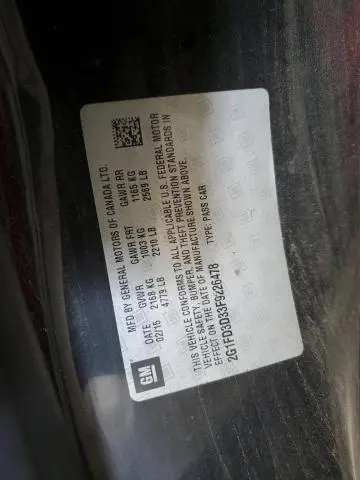 MFD BY GENERAL MOTORS OF CANADA LTD.
DATE GVWR GAWR FRT GAWR RR
02/15 2168 KG 1003 KG 1165 KG
4779 LB 2210 LB 2569 LB
THIS VEHICLE CONFORMS TO ALL APPLICABLE U.S. FEDERAL MOTOR
VEHICLE SAFETY, BUMPER, AND THEFT PREVENTION STANDARDS IN
EFFECT ON THE DATE OF MANUFACTURE SHOWN ABOVE.
2G1FD3D33F9226478 TYPE: PASS CAR
GM